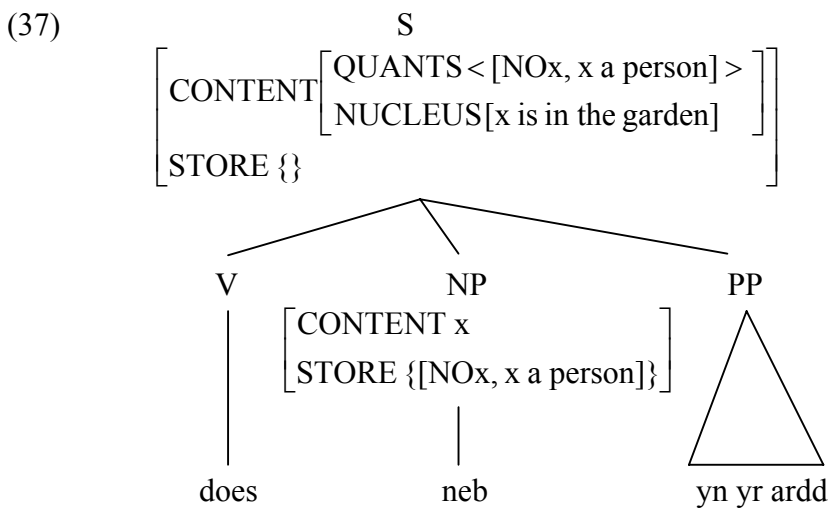 (37) S
CONTENT QUANTS < [NOx, x a person] >
NUCLEUS [x is in the garden]
STORE {}
V NP PP
CONTENT x
STORE {[NOx, x a person]}
does neb yn yr ardd